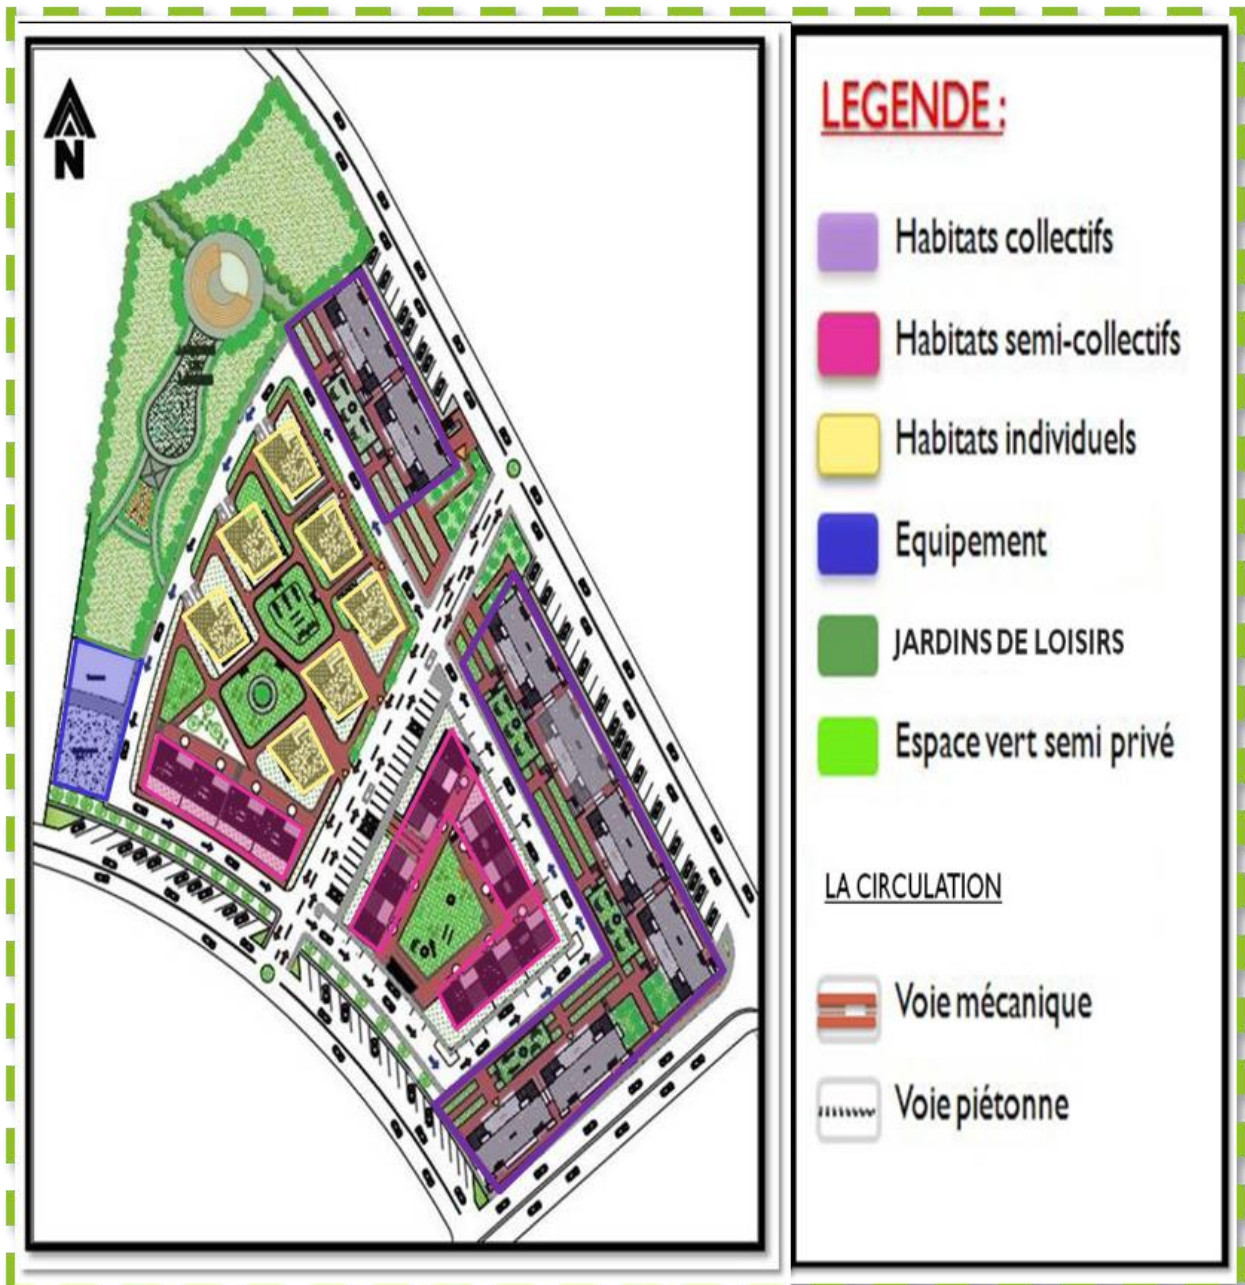 N
LEGENDE :
Habitats collectifs
Habitats semi-collectifs
Habitats individuels
Equipement
JARDINS DE LOISIRS
Espace vert semi privé
LA CIRCULATION
Voie mécanique
Voie piétonne